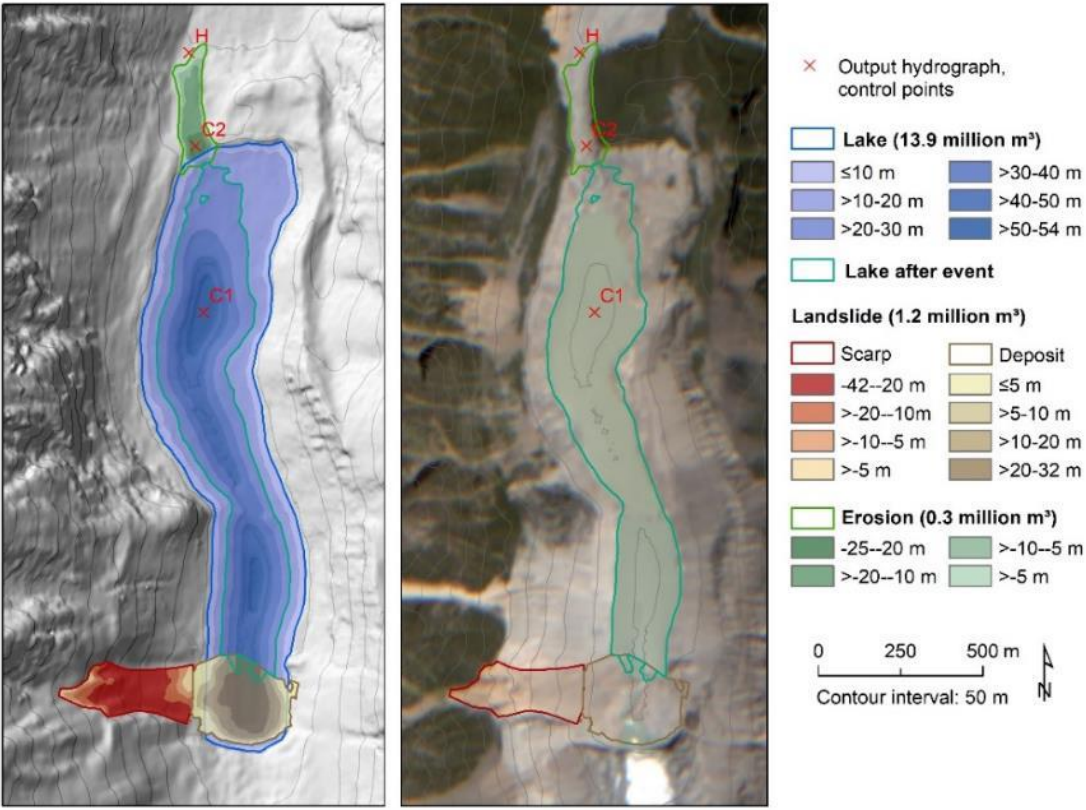 H
C2
C1
H
C2
C1
Output hydrograph,
control points
Lake (13.9 million m³)
≤10 m
>30-40 m
>10-20 m
>40-50 m
>20-30 m
>50-54 m
Lake after event
Landslide (1.2 million m³)
Scarp
Deposit
-42--20 m
≤5 m
>-20--10m
>5-10 m
>-10--5 m
>10-20 m
>-5 m
>20-32 m
Erosion (0.3 million m³)
-25--20 m
>-10--5 m
>-20--10 m
>-5 m
0 250 500 m
Contour interval: 50 m
N